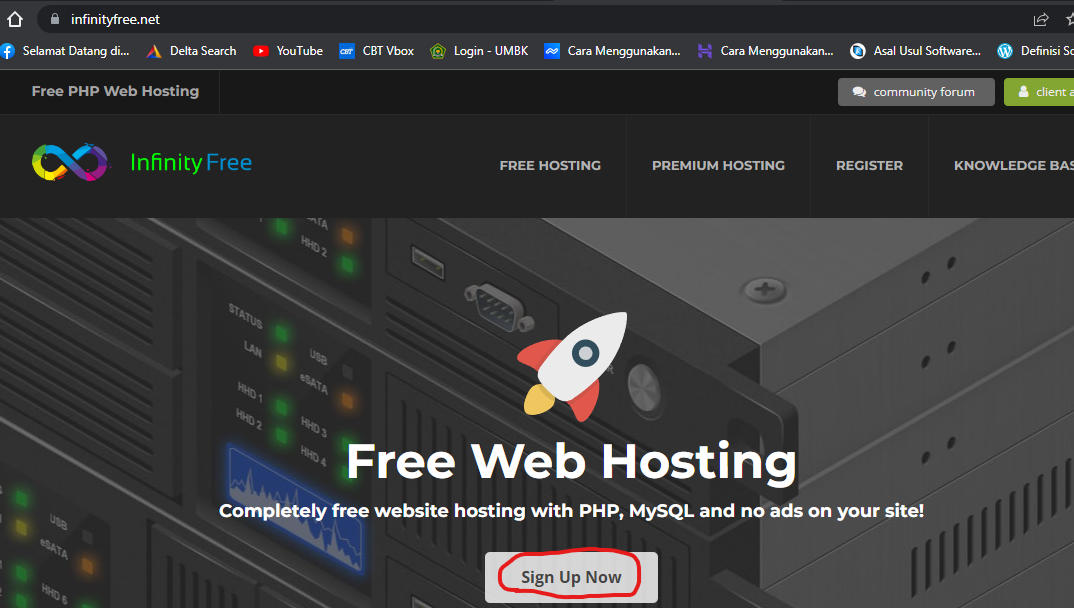 infinityfree.net
Selamat Datang di... Delta Search YouTube CBT CBT Vbox Login - UMBK Cara Menggunakan... Cara Menggunakan... Asal Usul Software... Definisi So
Free PHP Web Hosting community forum client a
InfinityFree FREE HOSTING PREMIUM HOSTING REGISTER KNOWLEDGE BAS
HHD 2
STATUS
LAN USB
eSATA
HHD 1
HHD 2 HHD 3
HHD 4
Free Web Hosting
Completely free website hosting with PHP, MySQL and no ads on your site!
USB
eSATA
Sign Up Now
HHD 6